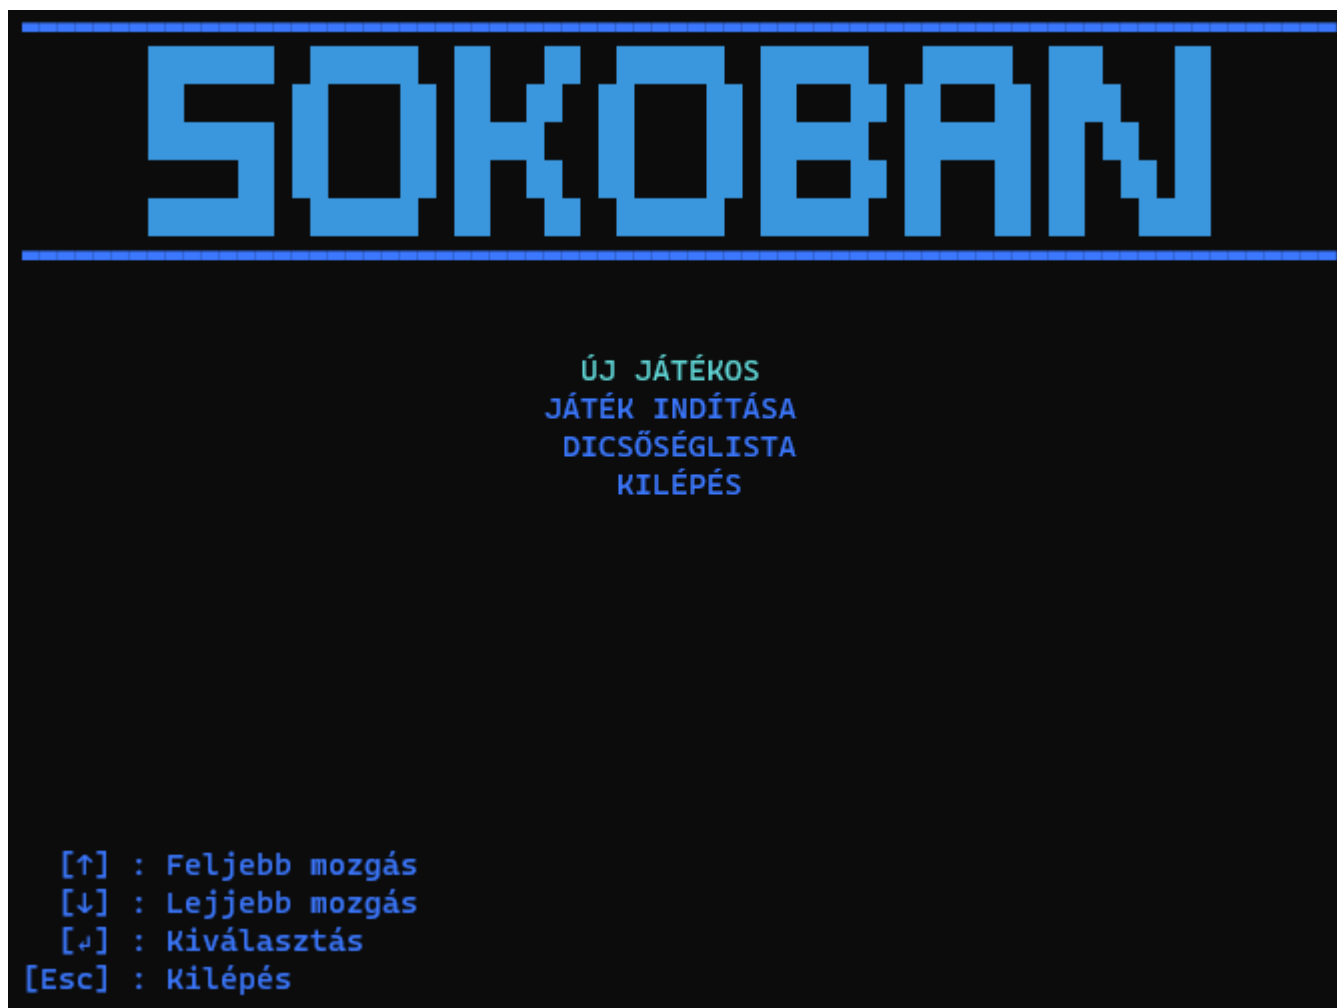 SOKOBAN
ÚJ JÁTÉKOS
JÁTÉK INDÍTÁSA
DICSŐSÉGLISTA
KILÉPÉS
[↑] : Feljebb mozgás
[↓] : Lejjebb mozgás
[↲] : Kiválasztás
[Esc] : Kilépés